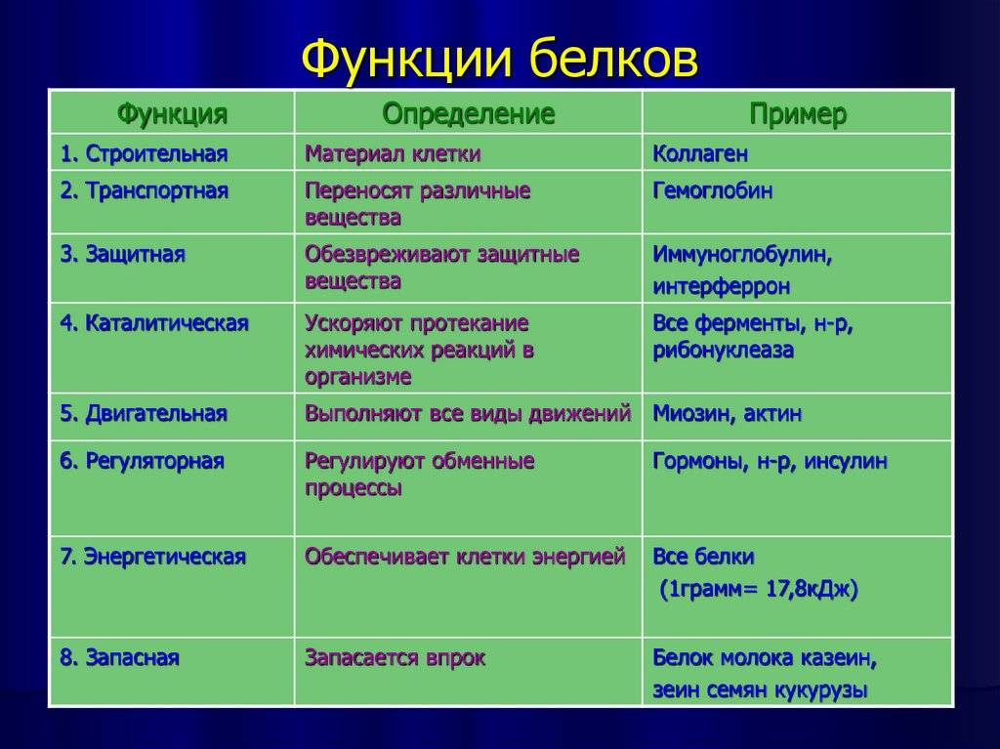 Функции белков
Функция Определение Пример
1. Строительная Материал клетки Коллаген
2. Транспортная Переносят различные Гемоглобин
вещества
3. Защитная Обезвреживают защитные Иммуноглобулин,
вещества интерферрон
4. Каталитическая Ускоряют протекание Все ферменты, н-р,
химических реакций в рибонуклеаза
организме
5. Двигательная Выполняют все виды движений Миозин, актин
6. Регуляторная Регулируют обменные Гормоны, н-р, инсулин
процессы
7. Энергетическая Обеспечивает клетки энергией Все белки
(1грамм= 17,8кДж)
8. Запасная Запасается впрок Белок молока казеин,
зеин семян кукурузы